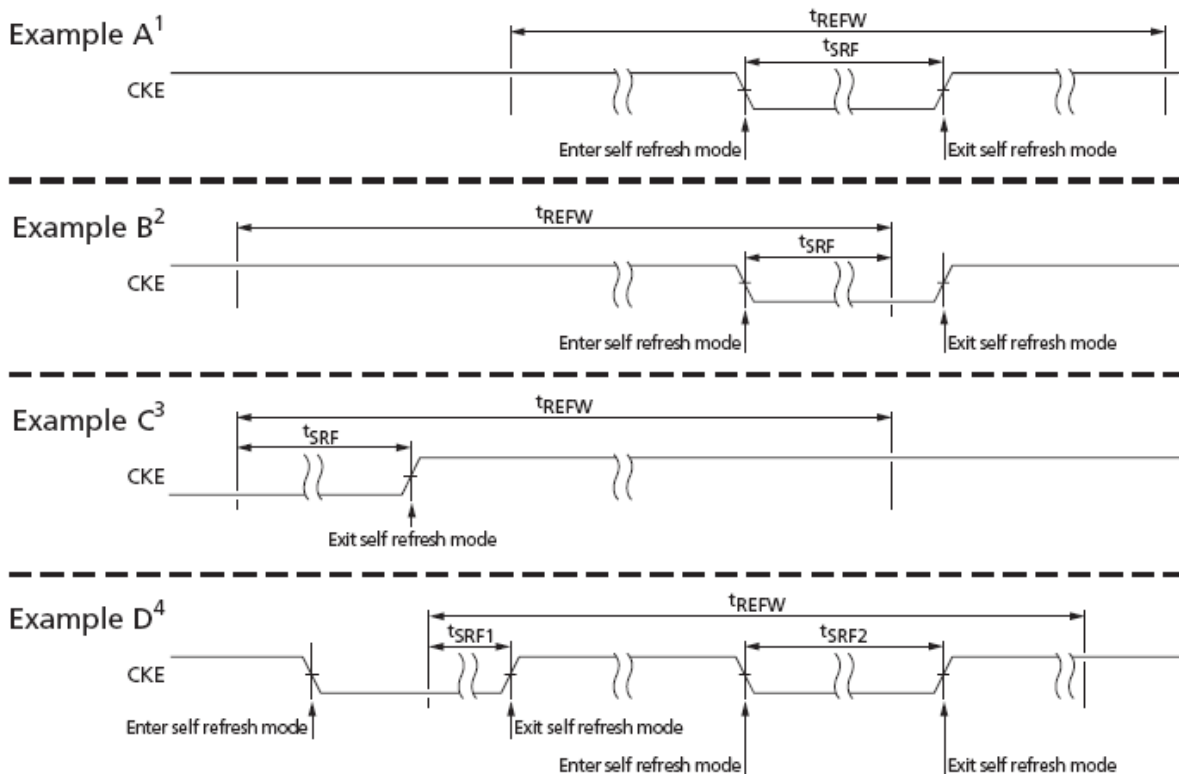 Example A¹
tREFW
tSRF
CKE
Enter self refresh mode
Exit self refresh mode
Example B²
tREFW
tSRF
CKE
Enter self refresh mode
Exit self refresh mode
Example C³
tREFW
tSRF
CKE
Exit self refresh mode
Example D⁴
tREFW
tSRF1
tSRF2
CKE
Enter self refresh mode
Exit self refresh mode
Enter self refresh mode
Exit self refresh mode